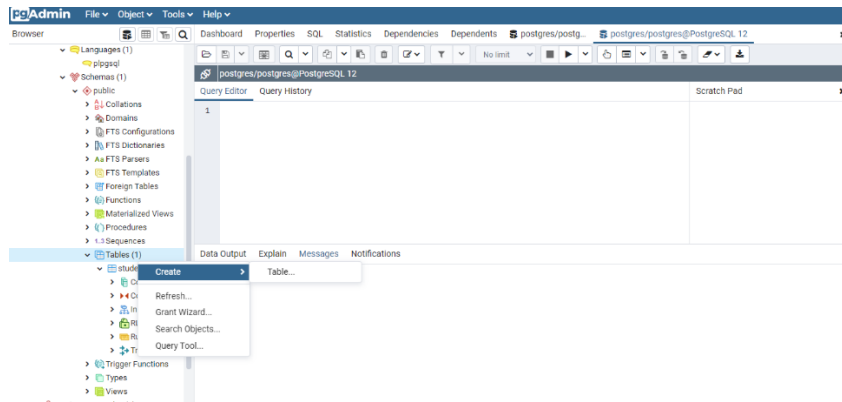 pgAdmin File Object Tools Help
Browser
Dashboard Properties SQL Statistics Dependencies Dependents postgres/postg... postgres/postgres@PostgreSQL 12
No limit
postgres/postgres@PostgreSQL 12
Query Editor Query History
Scratch Pad
1
Languages (1)
plpgsql
Schemas (1)
public
Collations
Domains
FTS Configurations
FTS Dictionaries
FTS Parsers
FTS Templates
Foreign Tables
Functions
Materialized Views
Procedures
1..3 Sequences
Tables (1)
stude
Create
Table...
Refresh...
Grant Wizard...
Search Objects...
Query Tool...
Trigger Functions
Types
Views
Data Output Explain Messages Notifications